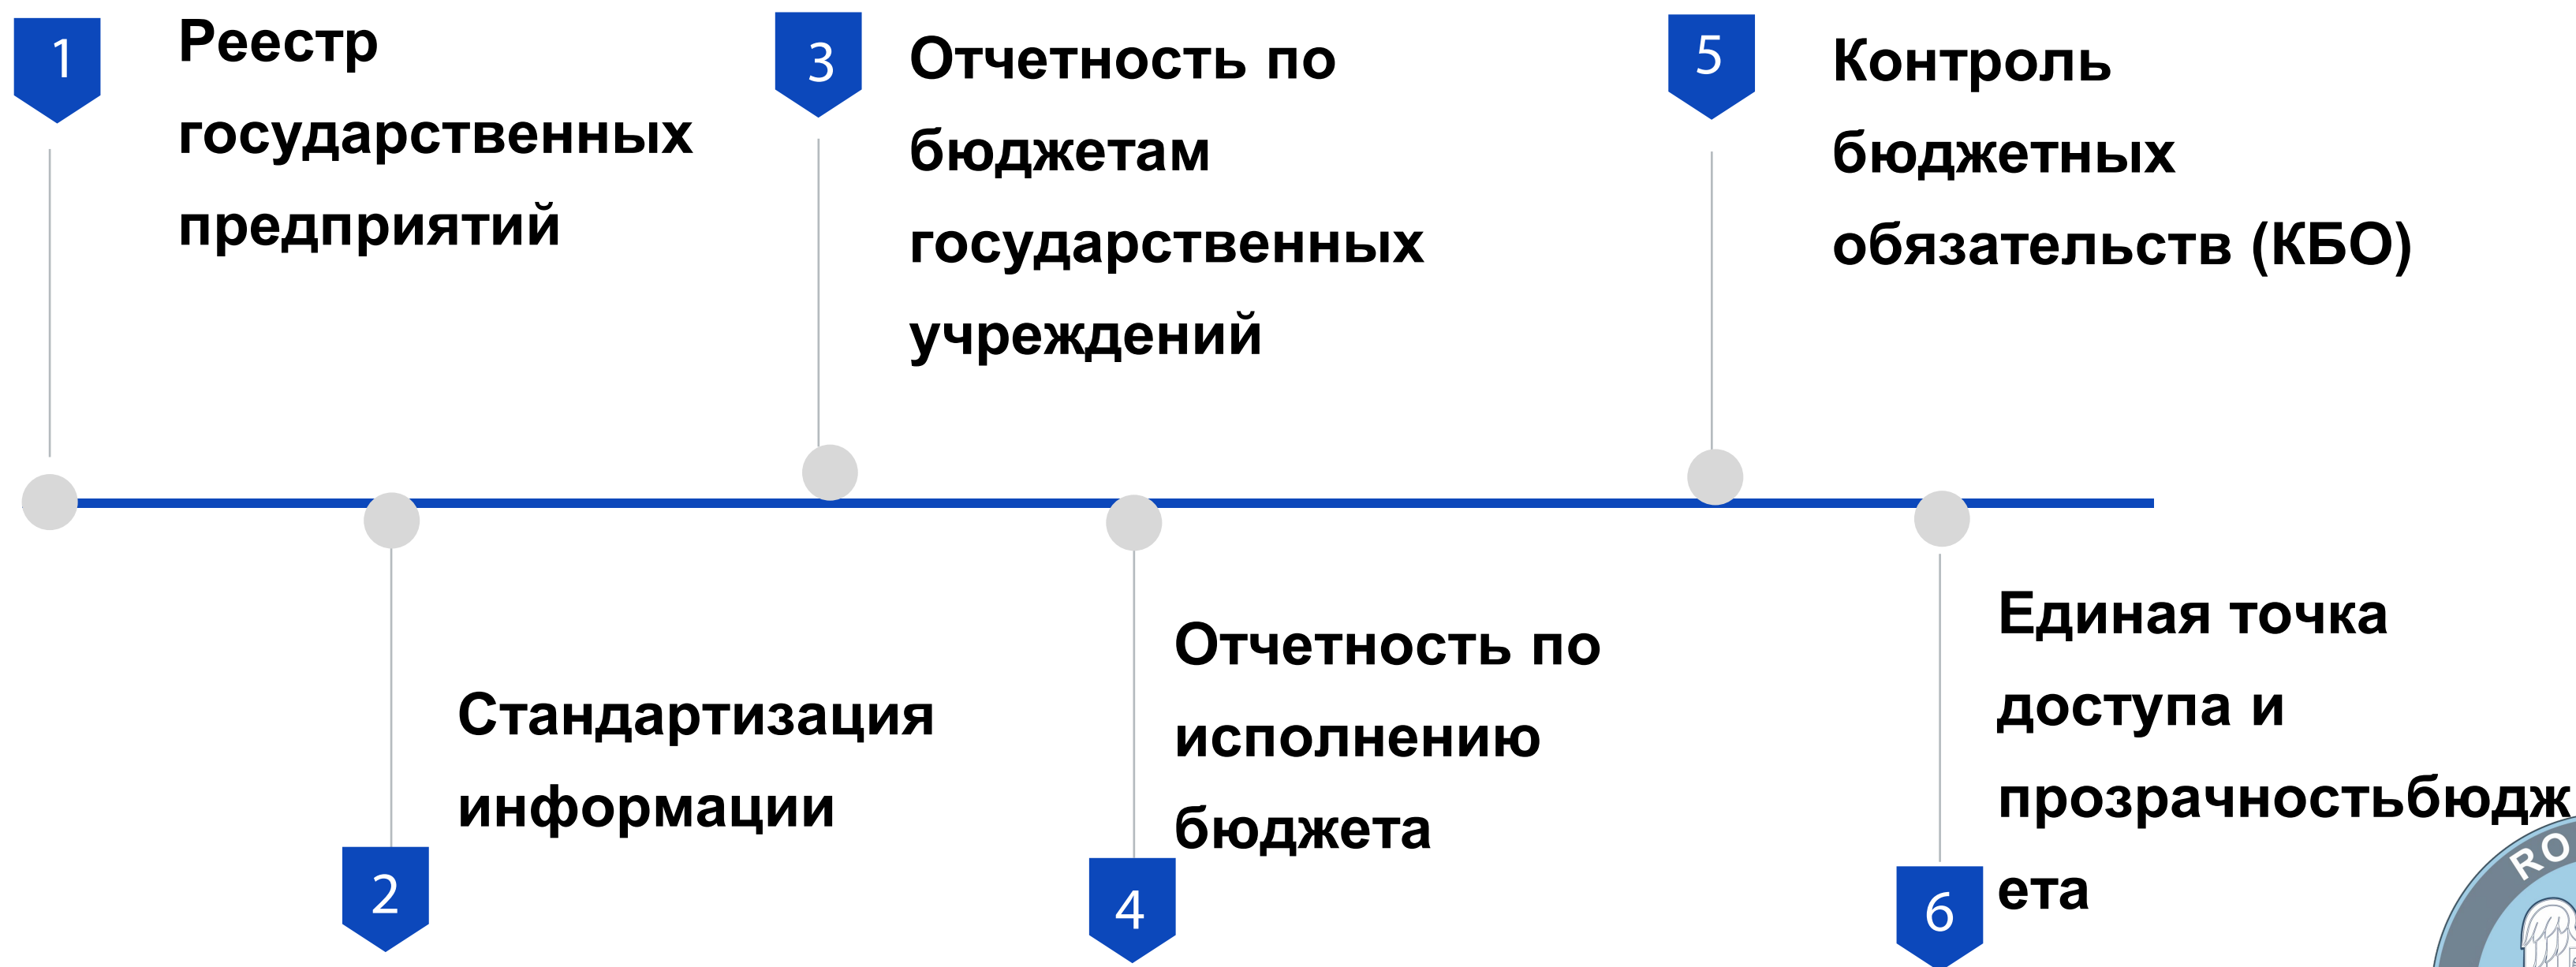 1
Реестр
государственных
предприятий
3
Отчетность по
бюджетам
государственных
учреждений
5
Контроль
бюджетных
обязательств (КБО)
2
Стандартизация
информации
4
Отчетность по
исполнению
бюджета
6
Единая точка
доступа и
прозрачностьбюдж
ета
RO